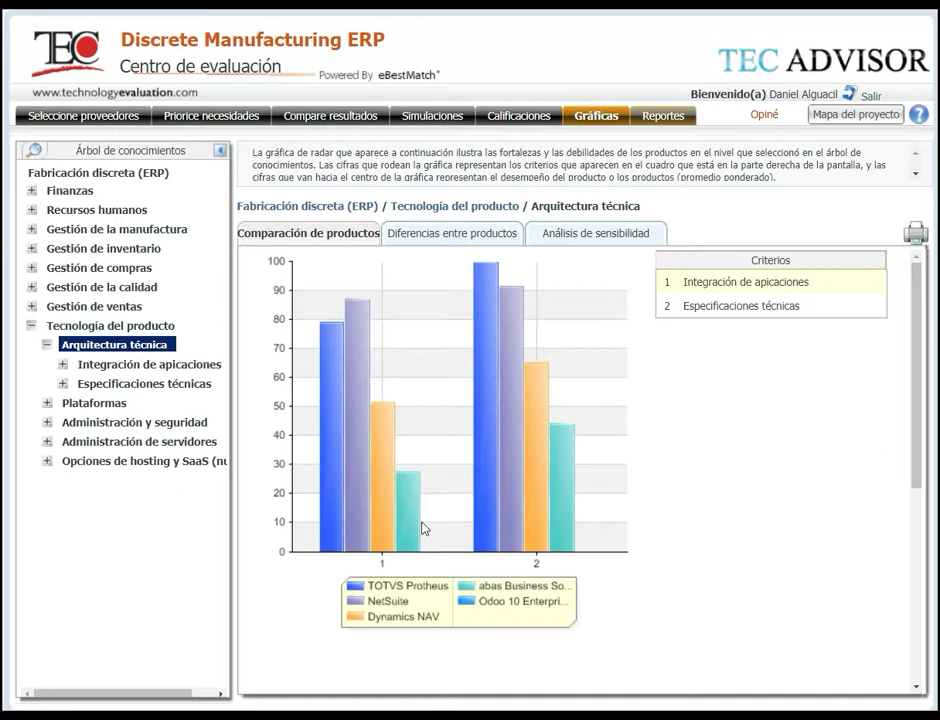 TEC
Discrete Manufacturing ERP
Centro de evaluación
Powered By eBestMatch
TEC ADVISOR
www.technologyevaluation.com
Bienvenido(a) Daniel Alguacil Salir
Seleccione proveedores Priorice necesidades Compare resultados Simulaciones Calificaciones Gráficas Reportes Opiné Mapa del proyecto ?
Árbol de conocimientos
Fabricación discreta (ERP)
Finanzas
Recursos humanos
Gestión de la manufactura
Gestión de inventario
Gestión de compras
Gestión de la calidad
Gestión de ventas
Tecnología del producto
Arquitectura técnica
Integración de apicaciones
Especificaciones técnicas
Plataformas
Administración y seguridad
Administración de servidores
Opciones de hosting y SaaS (nu
La gráfica de radar que aparece a continuación ilustra las fortalezas y las debilidades de los productos en el nivel que seleccionó en el árbol de
conocimientos. Las cifras que rodean la gráfica representan los criterios que aparecen en el cuadro que está en la parte derecha de la pantalla, y las
cifras que van hacia el centro de la gráfica representan el desempeño del producto o los productos (promedio ponderado).
Fabricación discreta (ERP) / Tecnología del producto / Arquitectura técnica
Comparación de productos Diferencias entre productos Análisis de sensibilidad
100
90
80
70
60
50
40
30
20
10
0
1 2
TOTVS Protheus abas Business So...
NetSuite Odoo 10 Enterpri...
Dynamics NAV
Criterios
1 Integración de apicaciones
2 Especificaciones técnicas